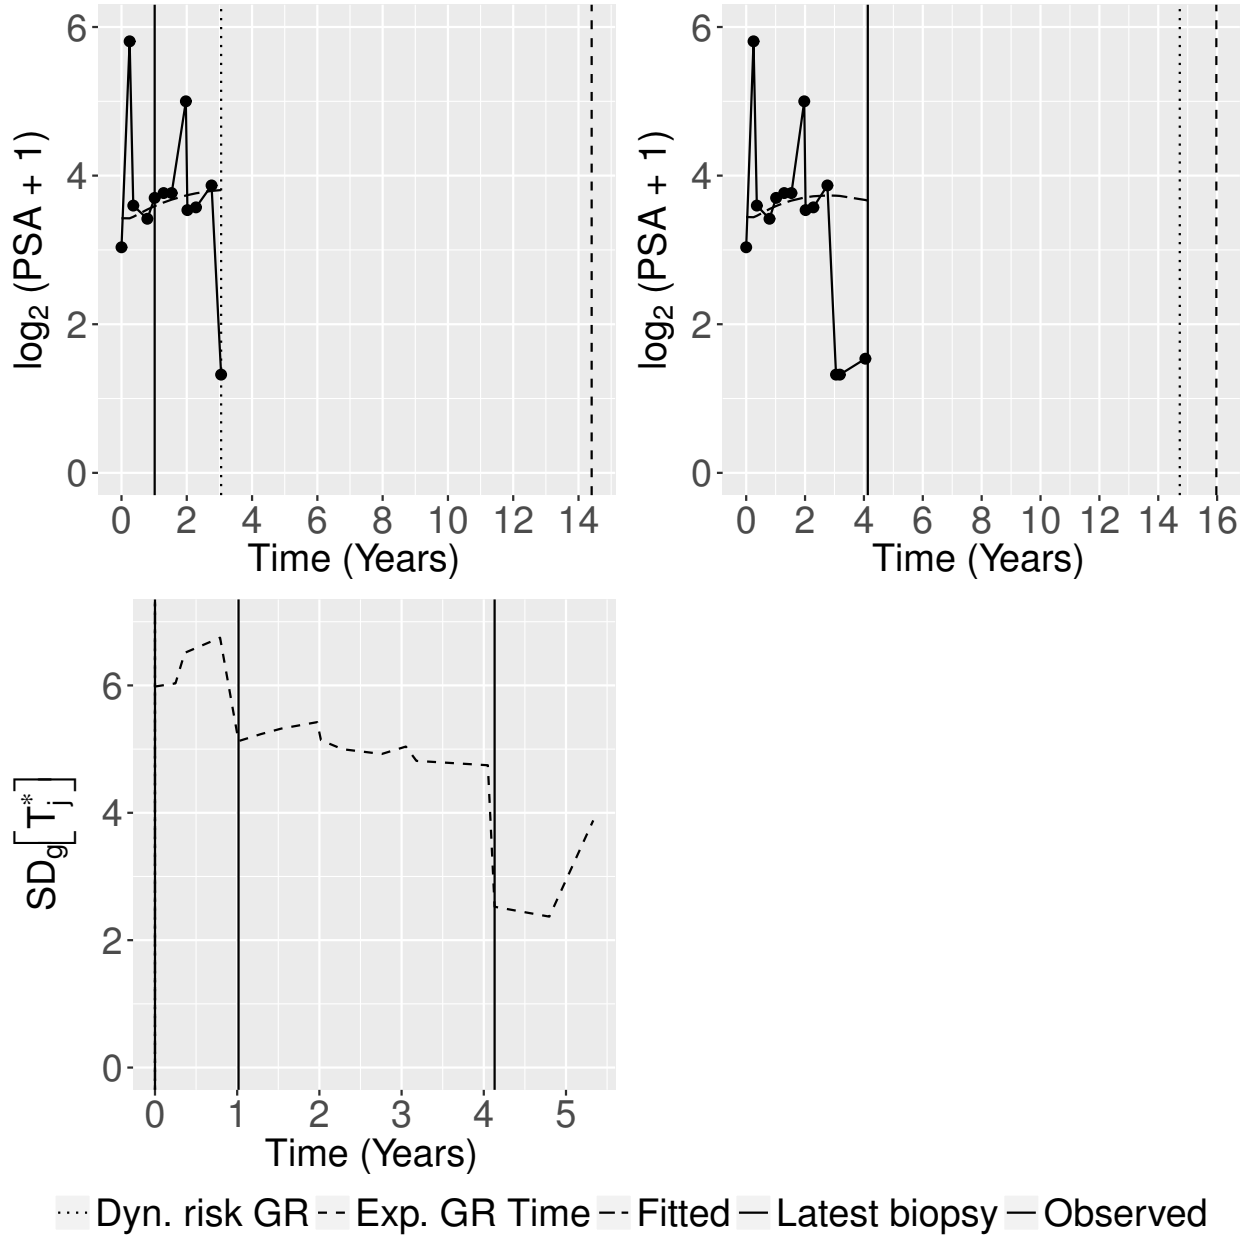 6
4
2
0
log₂ (PSA + 1)
0 2 4 6 8 10 12 14
Time (Years)
6
4
2
0
log₂ (PSA + 1)
0 2 4 6 8 10 12 14 16
Time (Years)
6
4
2
0
SDg[T*j]
0 1 2 3 4 5
Time (Years)
Dyn. risk GR Exp. GR Time Fitted Latest biopsy Observed